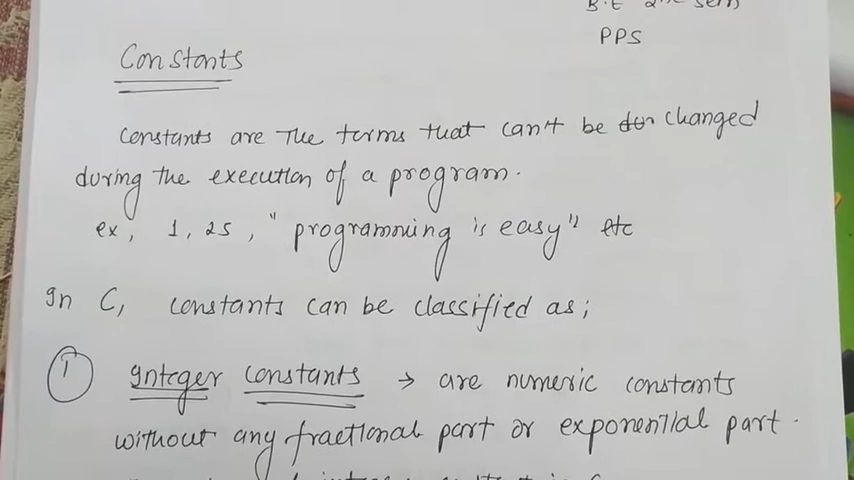 B.E 2nd sem
PPS
Constants
Constants are the terms that can't be changed
during the execution of a program.
ex, 1, 25, "programming is easy" etc
In C, constants can be classified as;
① Integer constants → are numeric constants
without any fractional part or exponential part.